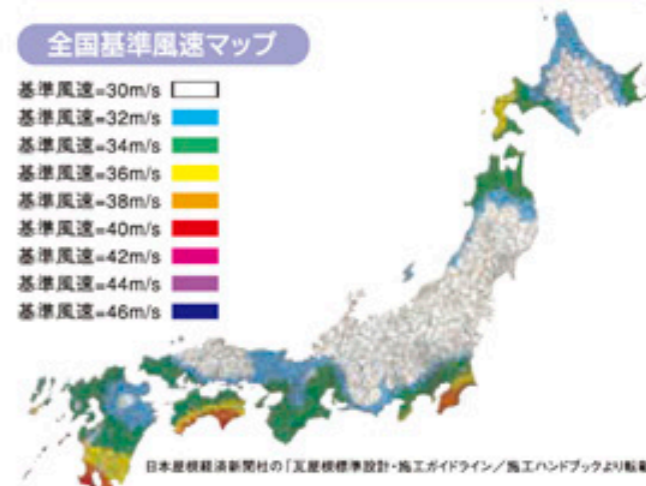 全国基準風速マップ
基準風速=30m/s
基準風速=32m/s
基準風速=34m/s
基準風速=36m/s
基準風速=38m/s
基準風速=40m/s
基準風速=42m/s
基準風速=44m/s
基準風速=46m/s
日本屋根経済新聞社の「瓦屋根標準設計・施工ガイドライン/施工ハンドブックより転載